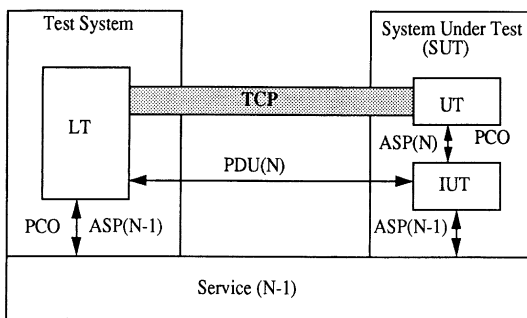 Test System
System Under Test
(SUT)
TCP
LT
UT
ASP(N)
PCO
PDU(N)
IUT
PCO
ASP(N-1)
ASP(N-1)
Service (N-1)